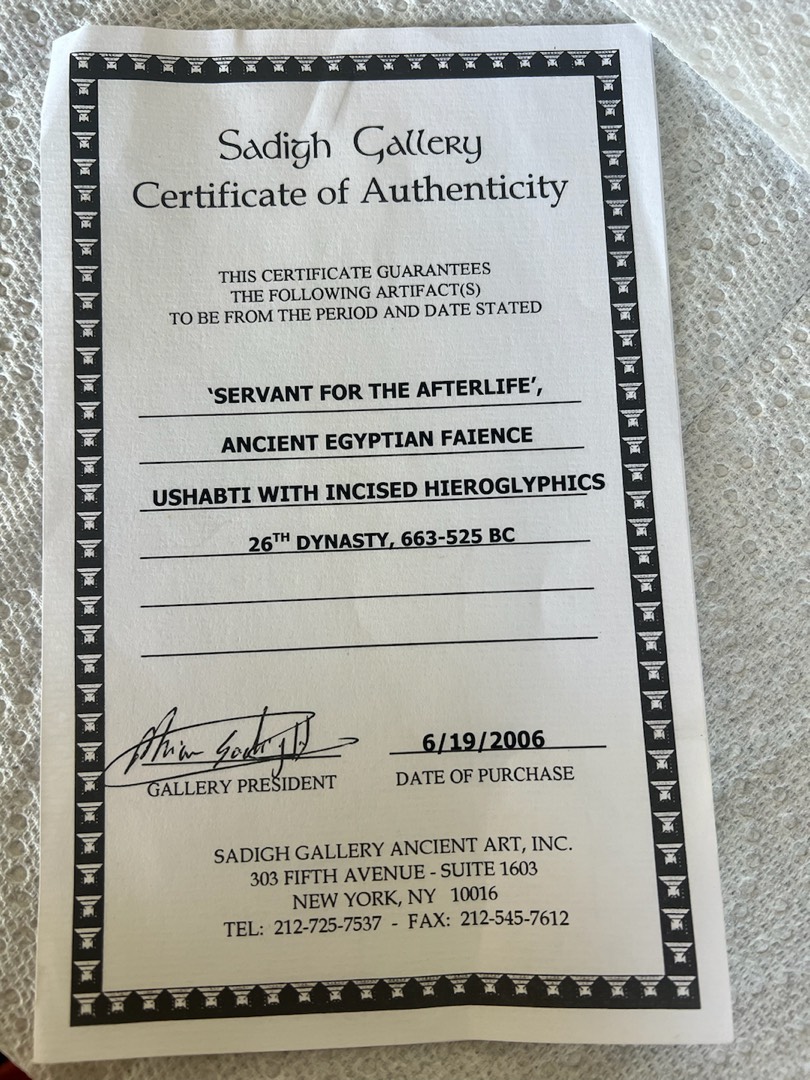 Sadigh Gallery
Certificate of Authenticity
THIS CERTIFICATE GUARANTEES
THE FOLLOWING ARTIFACT(S)
TO BE FROM THE PERIOD AND DATE STATED
‘SERVANT FOR THE AFTERLIFE’,
ANCIENT EGYPTIAN FAIENCE
USHABTI WITH INCISED HIEROGLYPHICS
26TH DYNASTY, 663-525 BC
6/19/2006
GALLERY PRESIDENT
DATE OF PURCHASE
SADIGH GALLERY ANCIENT ART, INC.
303 FIFTH AVENUE - SUITE 1603
NEW YORK, NY 10016
TEL: 212-725-7537 - FAX: 212-545-7612